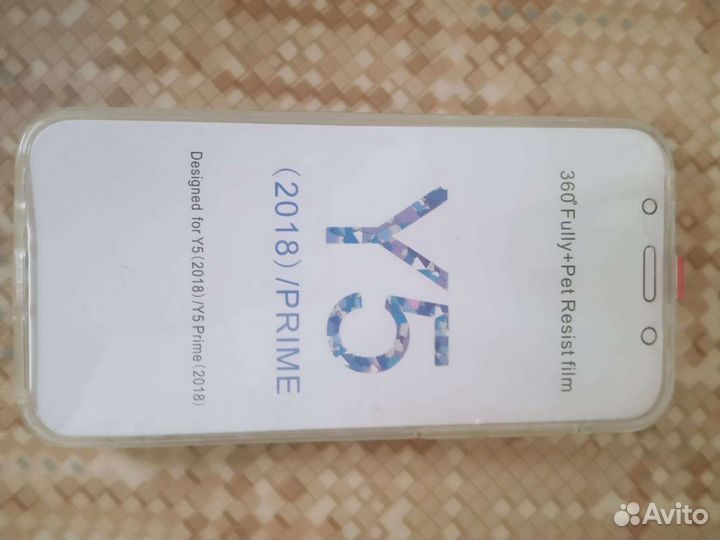 360°Fully+Pet Resist film
Y5
(2018)/PRIME
Designed for Y5(2018)/Y5 Prime(2018)
Avito